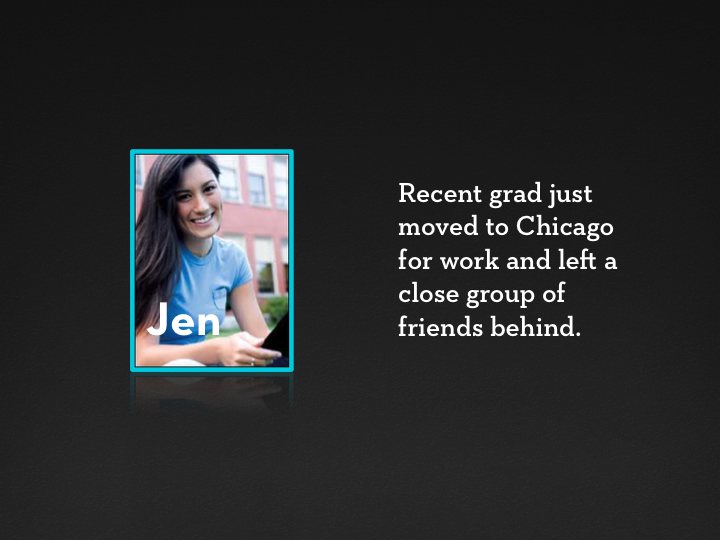 Jen
Recent grad just
moved to Chicago
for work and left a
close group of
friends behind.